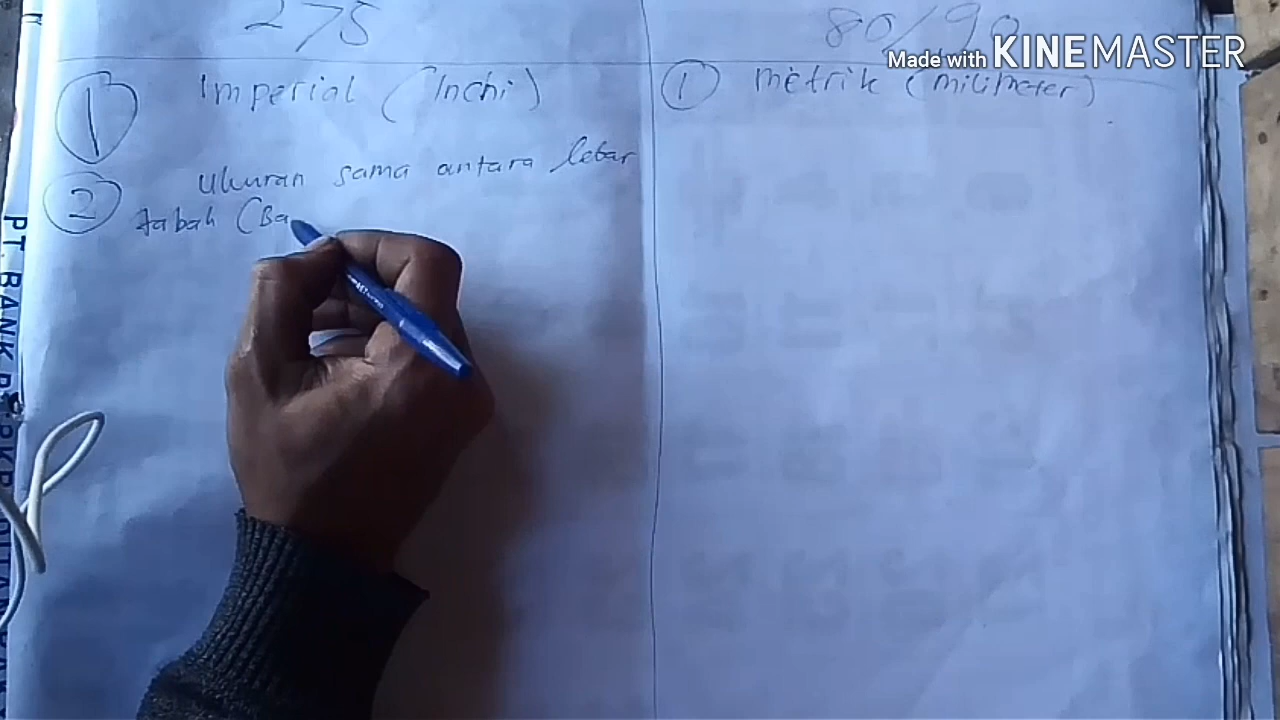 275
80/90
Made with KINEMASTER
① Imperial (Inchi)
① metrik (milimeter)
② Ukuran sama antara lebar
tabah (Ba
PT. BANK